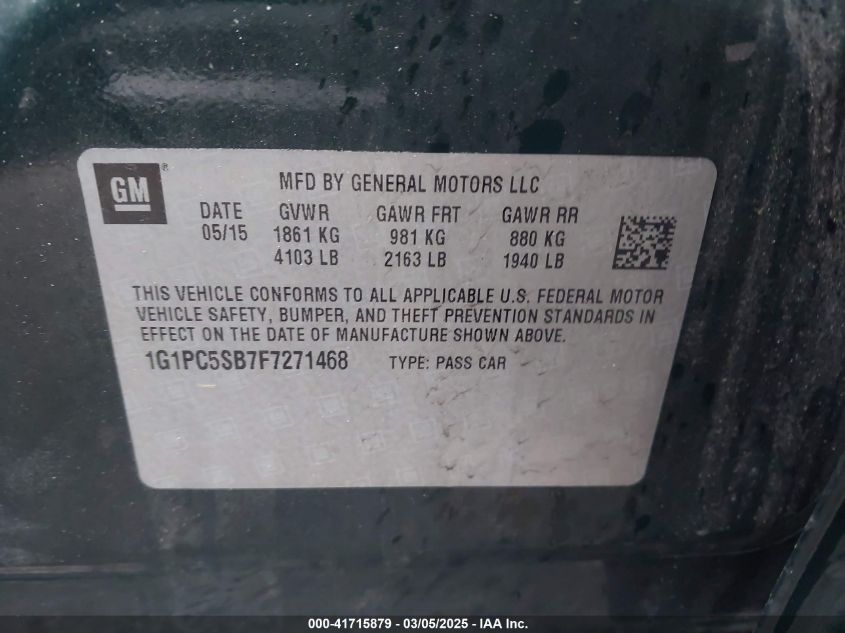 GM
MFD BY GENERAL MOTORS LLC
DATE GVWR GAWR FRT GAWR RR
05/15 1861 KG 981 KG 880 KG
4103 LB 2163 LB 1940 LB
THIS VEHICLE CONFORMS TO ALL APPLICABLE U.S. FEDERAL MOTOR
VEHICLE SAFETY, BUMPER, AND THEFT PREVENTION STANDARDS IN
EFFECT ON THE DATE OF MANUFACTURE SHOWN ABOVE.
1G1PC5SB7F7271468 TYPE: PASS CAR
000-41715879 - 03/05/2025 - IAA Inc.